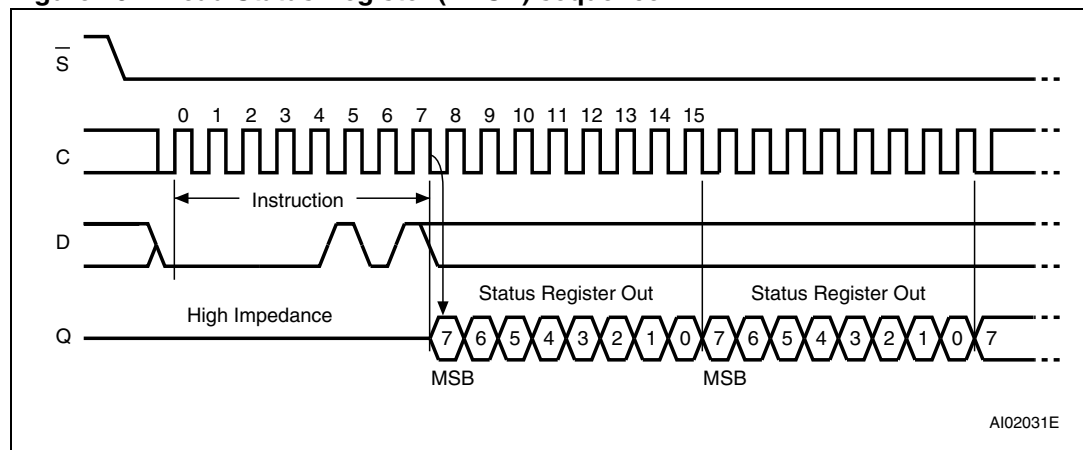 S
0 1 2 3 4 5 6 7 8 9 10 11 12 13 14 15
C
Instruction
D
Status Register Out Status Register Out
High Impedance
Q 7 6 5 4 3 2 1 0 7 6 5 4 3 2 1 0 7
MSB MSB
AI02031E